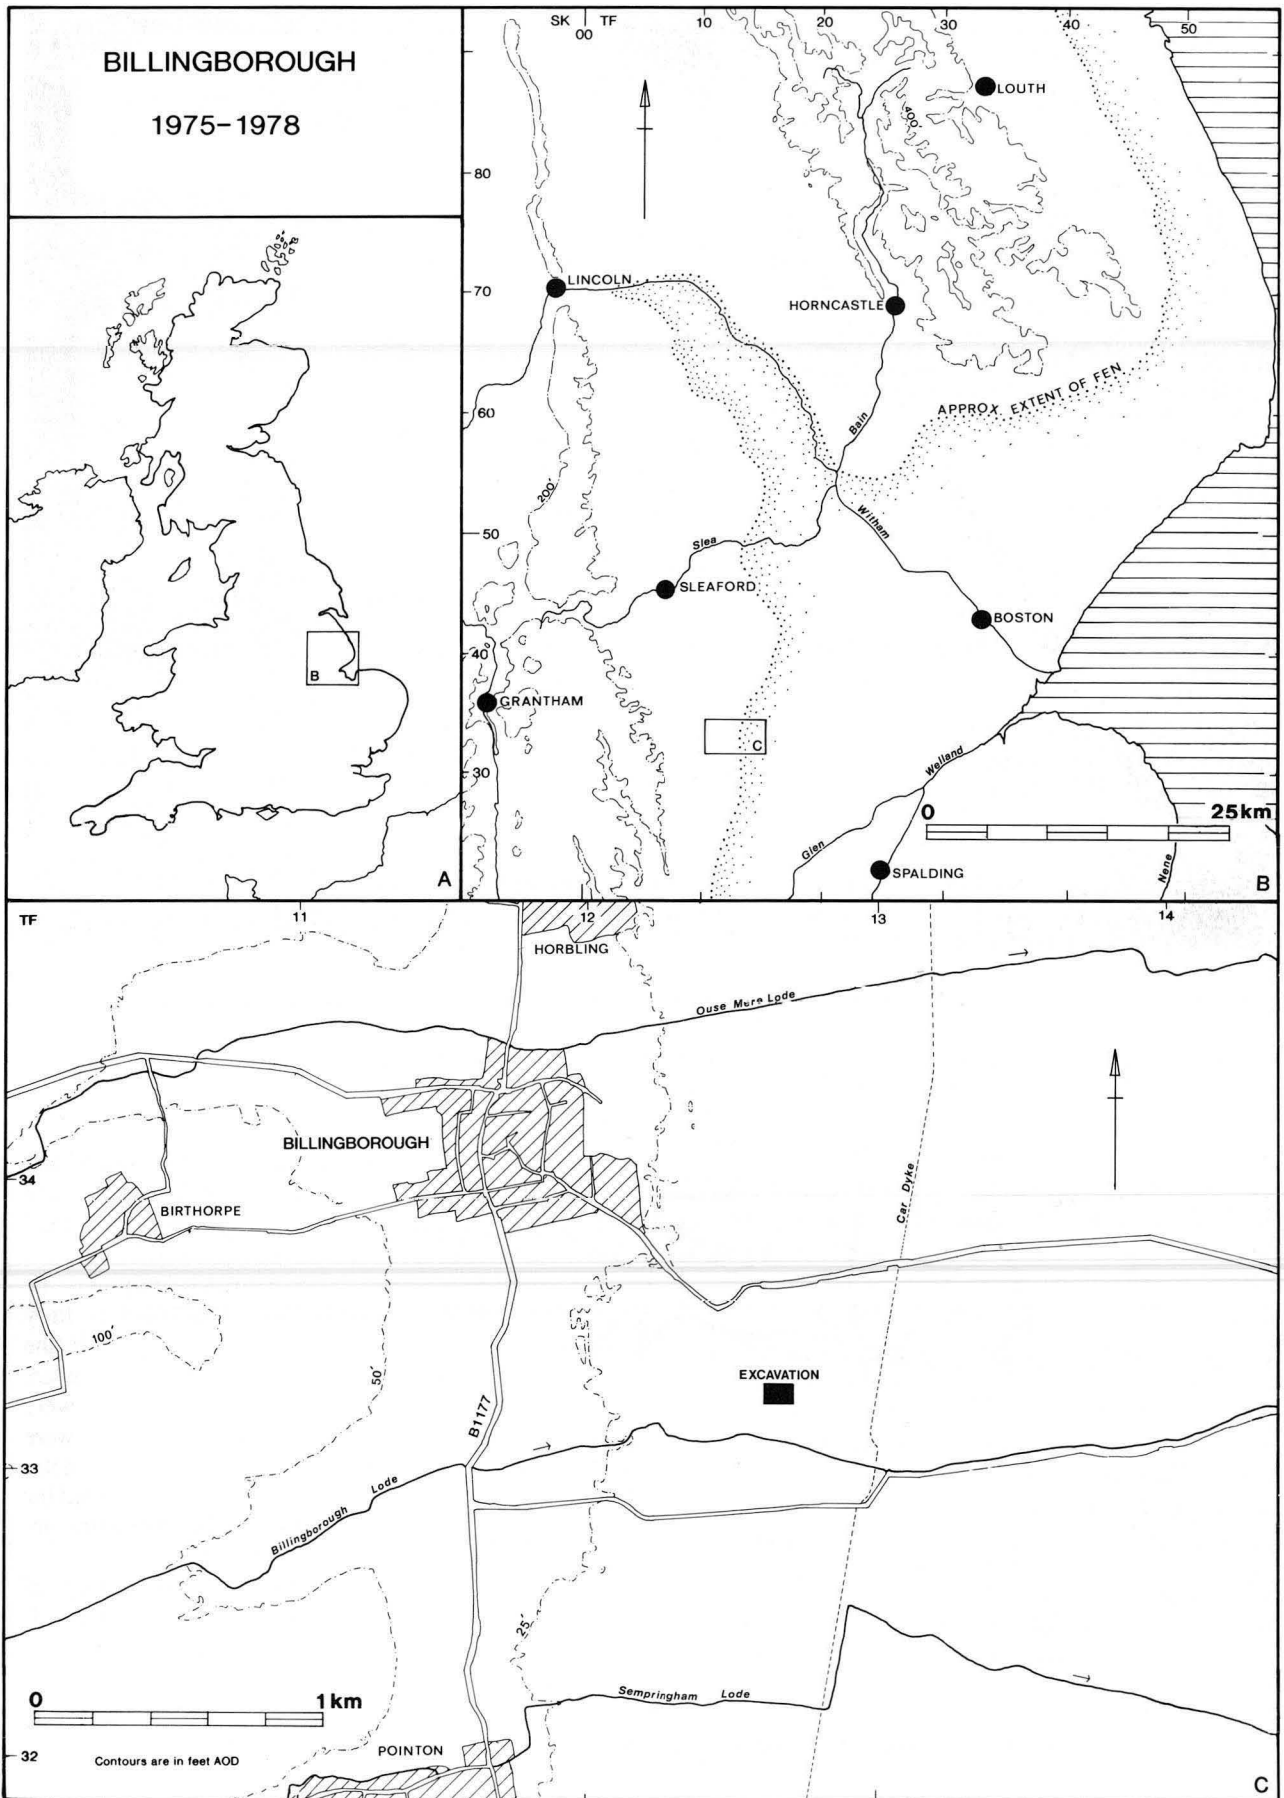 BILLINGBOROUGH
1975-1978
B
A
SK TF
00 10 20 30 40 50
80
70
60
50
40
30
LOUTH
400'
LINCOLN
HORNCASTLE
APPROX. EXTENT OF FEN
Bain
200'
Slea
Witham
SLEAFORD
BOSTON
GRANTHAM
C
Welland
0 25km
Glen
SPALDING
Nene
B
TF
11 12 13 14
HORBLING
Ouse Mere Lode
BILLINGBOROUGH
34
BIRTHORPE
Car Dyke
100'
50'
EXCAVATION
B1177
33
Billingborough Lode
25'
Sempringham Lode
0 1km
32
Contours are in feet AOD
POINTON
C